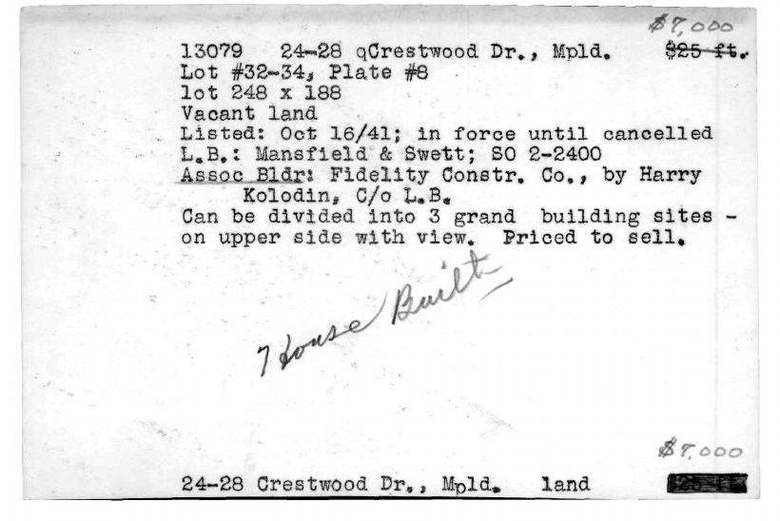 $7,000
13079 24-28 qCrestwood Dr., Mpld. $25 ft.
Lot #32-34, Plate #8
lot 248 x 188
Vacant land
Listed: Oct 16/41; in force until cancelled
L.B.: Mansfield & Swett; SO 2-2400
Assoc Bldr: Fidelity Constr. Co., by Harry
Kolodin, C/o L.B.
Can be divided into 3 grand building sites -
on upper side with view. Priced to sell.
House Built
$7,000
24-28 Crestwood Dr., Mpld. land $25 ft